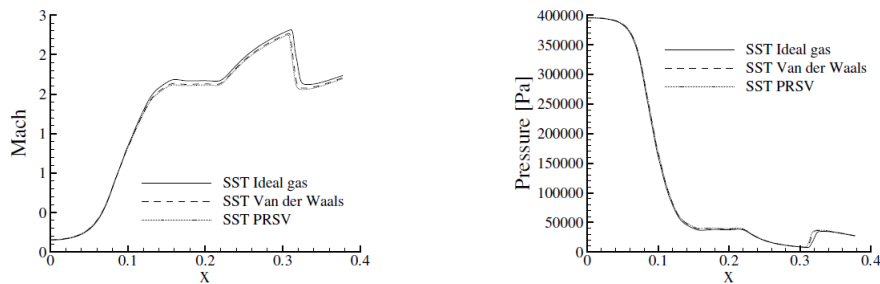 3
2
2
1
1
0
0
Mach
SST Ideal gas
SST Van der Waals
SST PRSV
0
0.1
0.2
0.3
0.4
X
400000
350000
300000
250000
200000
150000
100000
50000
0
Pressure [Pa]
SST Ideal gas
SST Van der Waals
SST PRSV
0
0.1
0.2
0.3
0.4
X